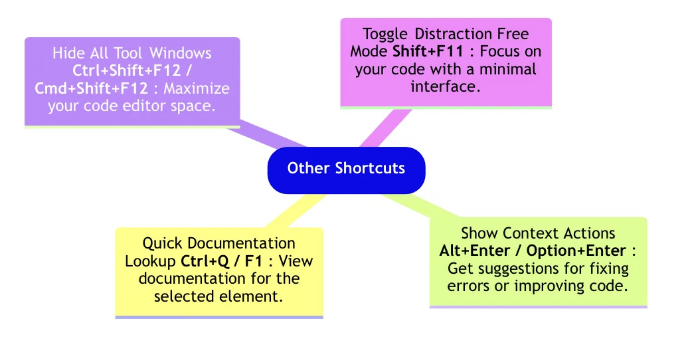 Hide All Tool Windows
Ctrl+Shift+F12 /
Cmd+Shift+F12 : Maximize
your code editor space.
Toggle Distraction Free
Mode Shift+F11 : Focus on
your code with a minimal
interface.
Other Shortcuts
Quick Documentation
Lookup Ctrl+Q / F1 : View
documentation for the
selected element.
Show Context Actions
Alt+Enter / Option+Enter :
Get suggestions for fixing
errors or improving code.